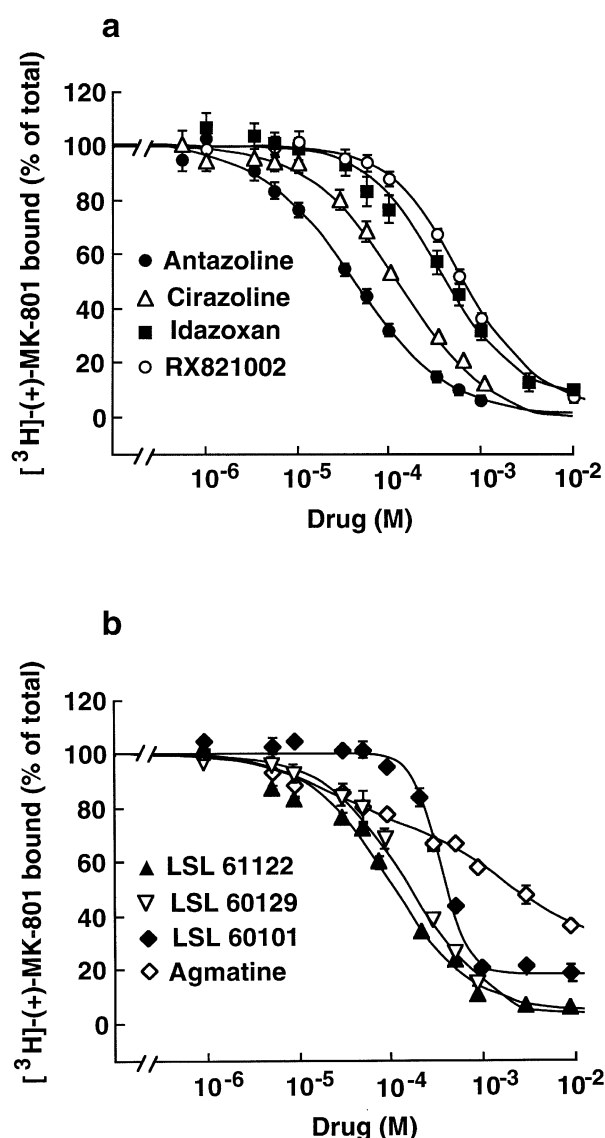 a
[³H]-(+)-MK-801 bound (% of total)
120
100
80
60
40
20
0
Antazoline
Cirazoline
Idazoxan
RX821002
10⁻⁶ 10⁻⁵ 10⁻⁴ 10⁻³ 10⁻²
Drug (M)
b
[³H]-(+)-MK-801 bound (% of total)
120
100
80
60
40
20
0
LSL 61122
LSL 60129
LSL 60101
Agmatine
10⁻⁶ 10⁻⁵ 10⁻⁴ 10⁻³ 10⁻²
Drug (M)